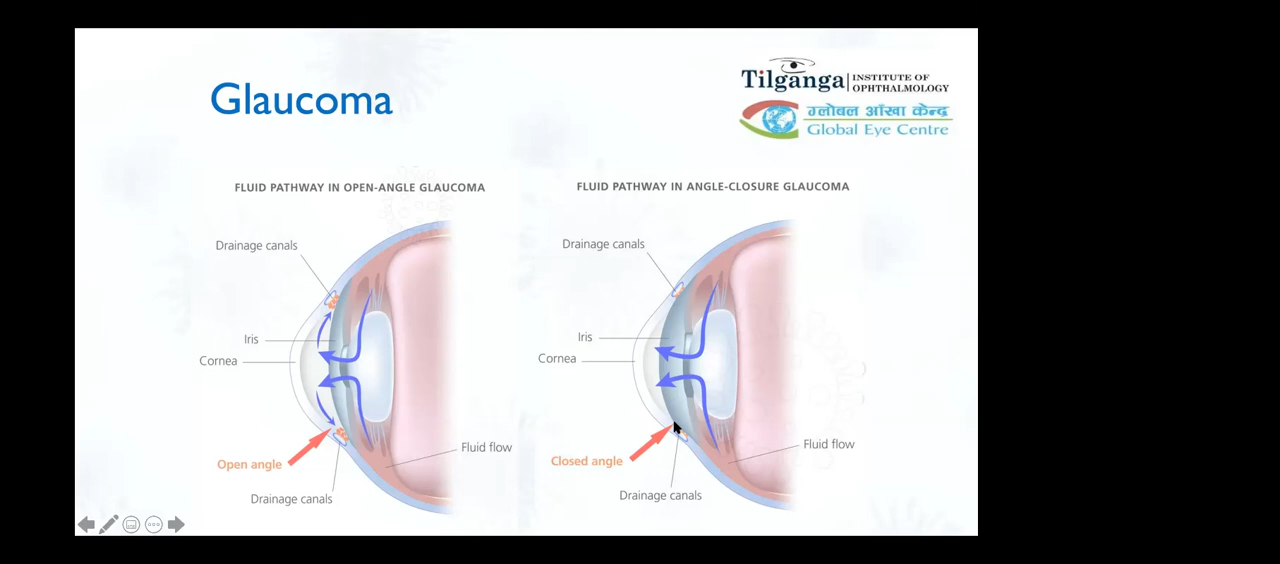 Glaucoma
Tilganga INSTITUTE OF
OPHTHALMOLOGY
ग्लोबल आँखा केन्द्र
Global Eye Centre
FLUID PATHWAY IN OPEN-ANGLE GLAUCOMA
Drainage canals
Iris
Cornea
Open angle
Fluid flow
Drainage canals
FLUID PATHWAY IN ANGLE-CLOSURE GLAUCOMA
Drainage canals
Iris
Cornea
Closed angle
Fluid flow
Drainage canals